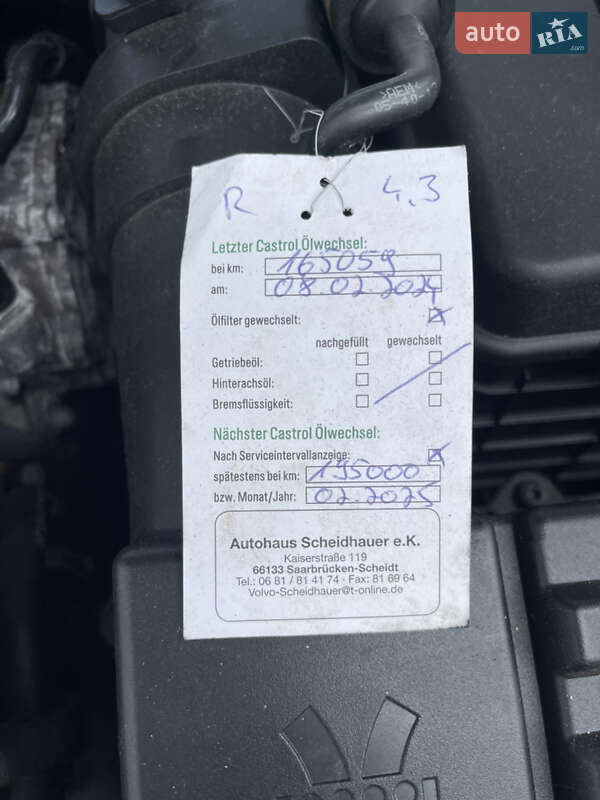 auto RIA .com
>AEM<
R 4,3
Letzter Castrol Ölwechsel:
bei km: 165059
am: 08.02.2024
Ölfilter gewechselt:
nachgefüllt gewechselt
Getriebeöl:
Hinterachsöl:
Bremsflüssigkeit:
Nächster Castrol Ölwechsel:
Nach Serviceintervallanzeige:
spätestens bei km: 195000
bzw. Monat/Jahr: 02.2025
Autohaus Scheidhauer e.K.
Kaiserstraße 119
66133 Saarbrücken-Scheidt
Tel.: 06 81 / 81 41 74 · Fax: 81 69 64
Volvo-Scheidhauer@t-online.de